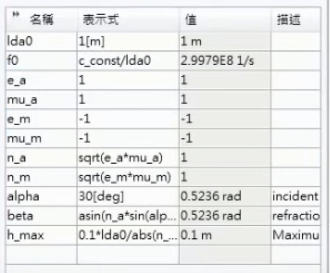 名稱 表示式 值 描述
lda0 1[m] 1 m
f0 c_const/lda0 2.9979E8 1/s
e_a 1 1
mu_a 1 1
e_m -1 -1
mu_m -1 -1
n_a sqrt(e_a*mu_a) 1
n_m sqrt(e_m*mu_m) 1
alpha 30[deg] 0.5236 rad incident
beta asin(n_a*sin(alp... 0.5236 rad refractio
h_max 0.1*lda0/abs(n_... 0.1 m Maximu